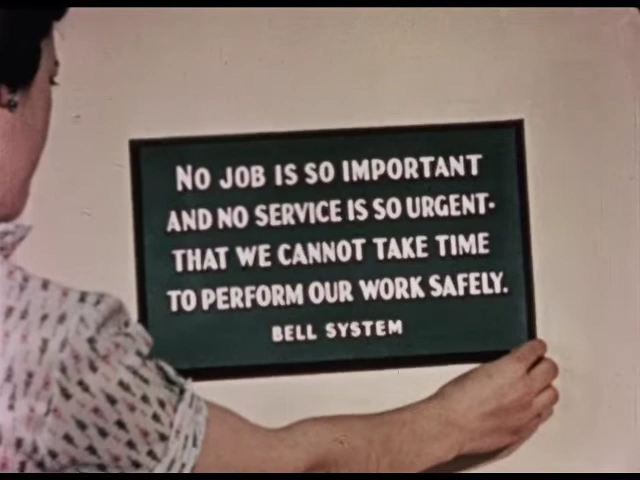 NO JOB IS SO IMPORTANT
AND NO SERVICE IS SO URGENT-
THAT WE CANNOT TAKE TIME
TO PERFORM OUR WORK SAFELY.
BELL SYSTEM